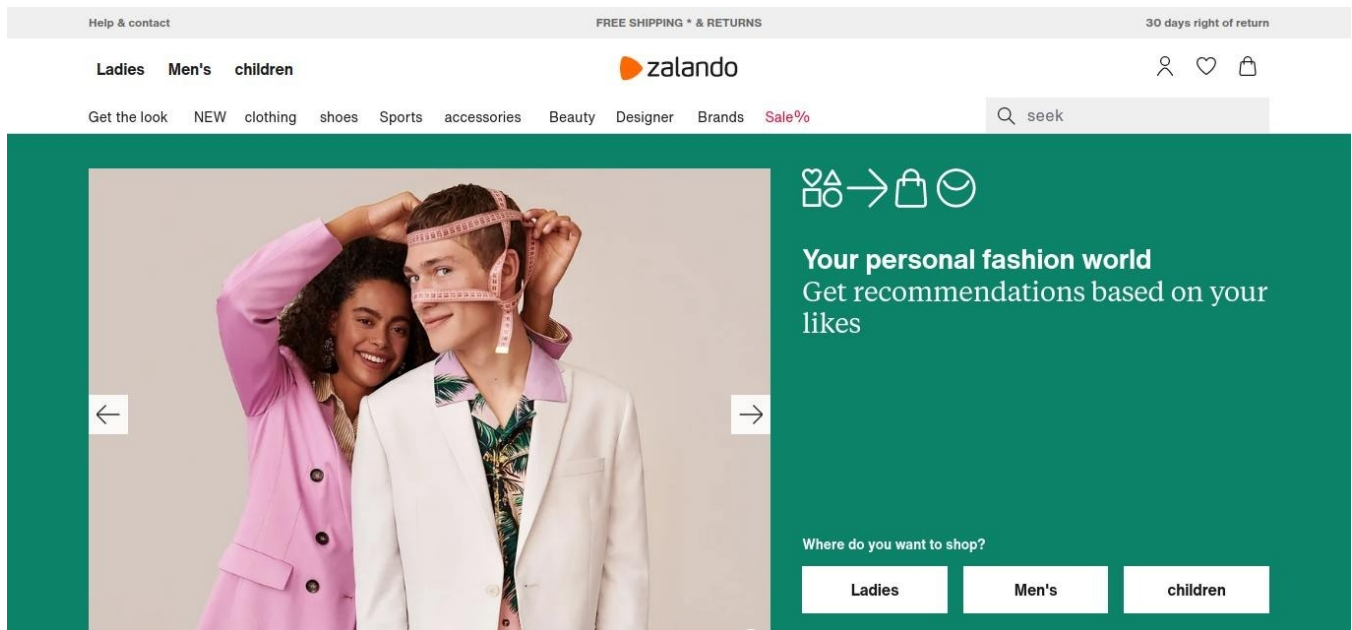 Help & contact FREE SHIPPING * & RETURNS 30 days right of return
Ladies Men's children zalando
Get the look NEW clothing shoes Sports accessories Beauty Designer Brands Sale% seek
Your personal fashion world
Get recommendations based on your
likes
Where do you want to shop?
Ladies Men's children